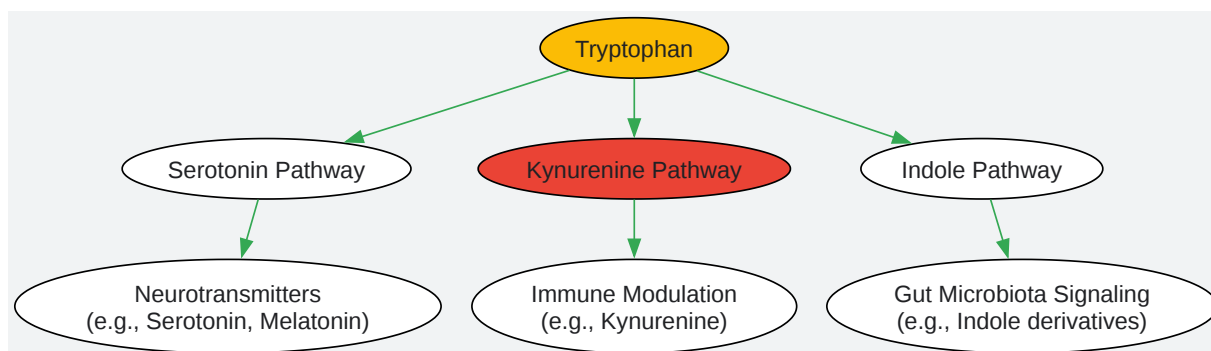 Tryptophan
Serotonin Pathway
Kynurenine Pathway
Indole Pathway
Neurotransmitters
(e.g., Serotonin, Melatonin)
Immune Modulation
(e.g., Kynurenine)
Gut Microbiota Signaling
(e.g., Indole derivatives)